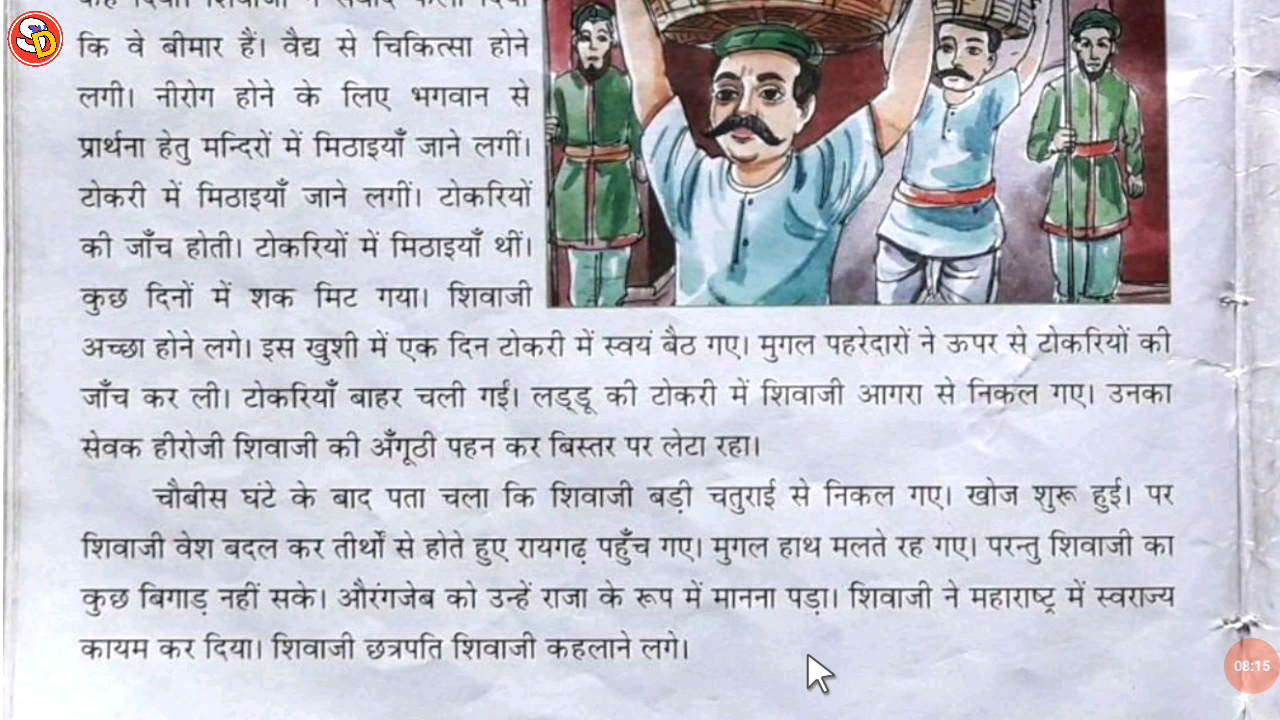 कि वे बीमार हैं। वैद्य से चिकित्सा होने
लगी। नीरोग होने के लिए भगवान से
प्रार्थना हेतु मन्दिरों में मिठाइयाँ जाने लगीं।
टोकरी में मिठाइयाँ जाने लगीं। टोकरियों
की जाँच होती। टोकरियों में मिठाइयाँ थीं।
कुछ दिनों में शक मिट गया। शिवाजी
अच्छा होने लगे। इस खुशी में एक दिन टोकरी में स्वयं बैठ गए। मुगल पहरेदारों ने ऊपर से टोकरियों की
जाँच कर ली। टोकरियाँ बाहर चली गईं। लड्डू की टोकरी में शिवाजी आगरा से निकल गए। उनका
सेवक हीरोजी शिवाजी की अँगूठी पहन कर बिस्तर पर लेटा रहा।
चौबीस घंटे के बाद पता चला कि शिवाजी बड़ी चतुराई से निकल गए। खोज शुरू हुई। पर
शिवाजी वेश बदल कर तीर्थों से होते हुए रायगढ़ पहुँच गए। मुगल हाथ मलते रह गए। परन्तु शिवाजी का
कुछ बिगाड़ नहीं सके। औरंगजेब को उन्हें राजा के रूप में मानना पड़ा। शिवाजी ने महाराष्ट्र में स्वराज्य
कायम कर दिया। शिवाजी छत्रपति शिवाजी कहलाने लगे।
SD
08:15